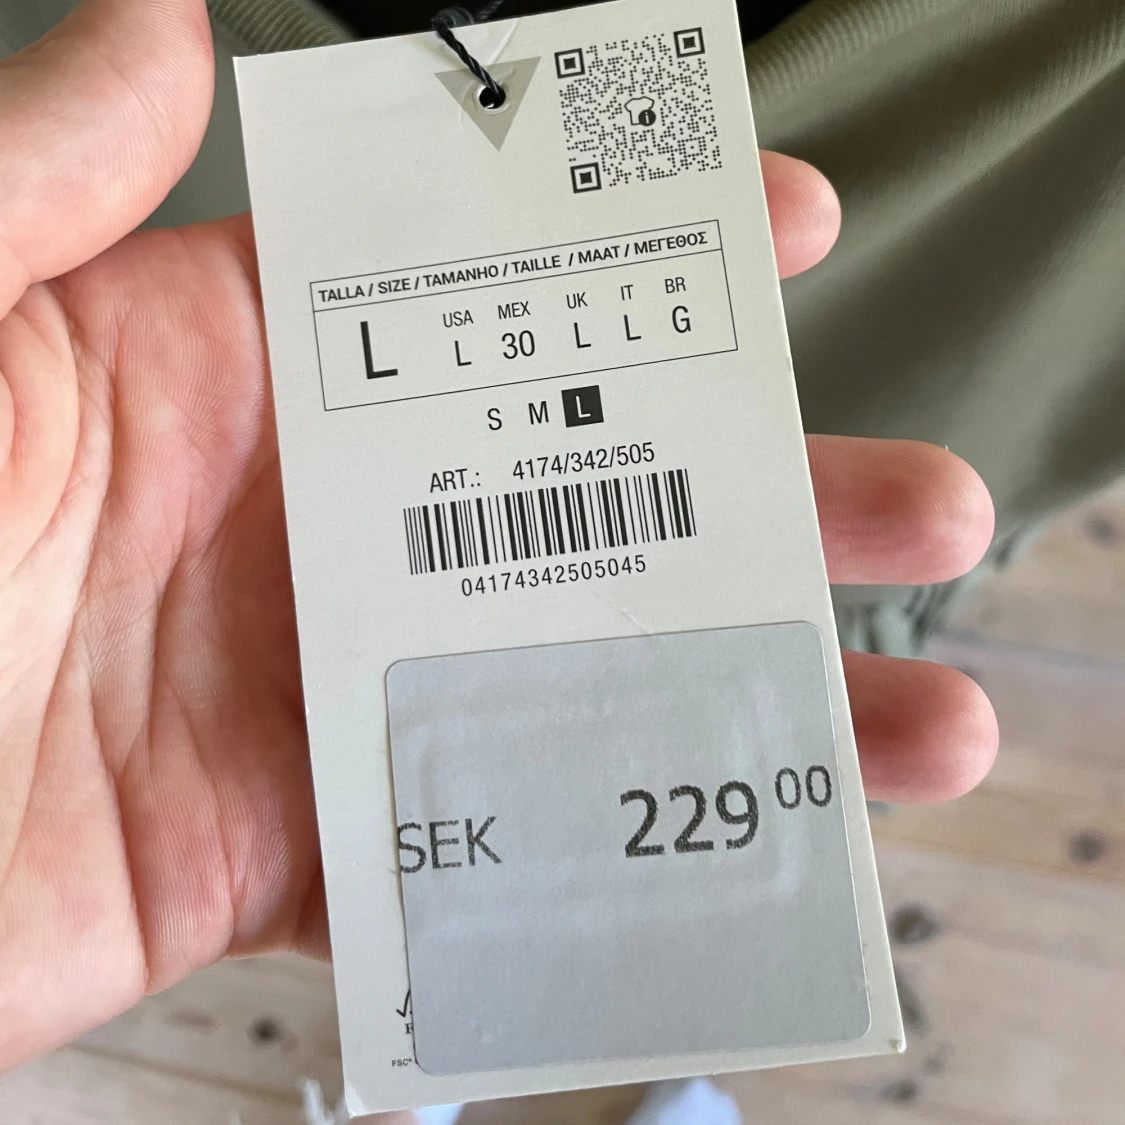 TALLA / SIZE / TAMANHO / TAILLE / MAAT / ΜΕΓΕΘΟΣ
USA MEX UK IT BR
L L 30 L L G
S M L
ART.: 4174/342/505
04174342505045
SEK 229 00
FSC®